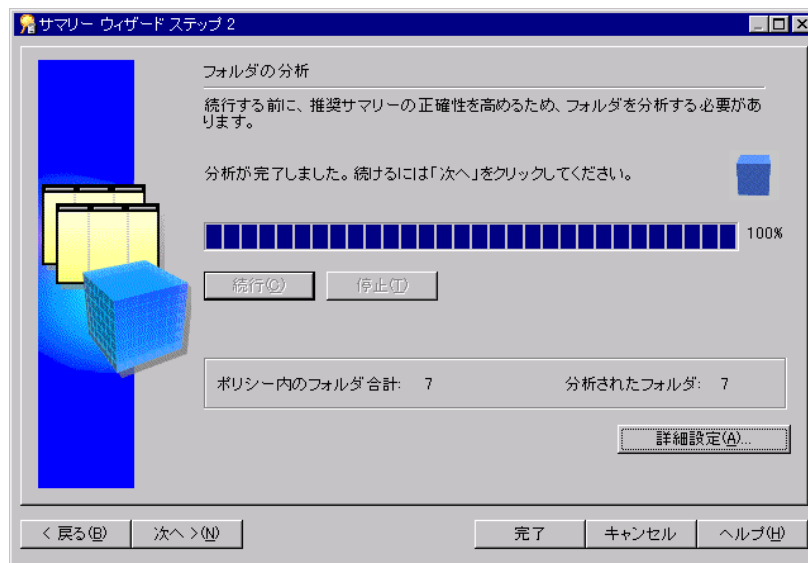 サマリー ウィザード ステップ 2
フォルダの分析
続行する前に、推奨サマリーの正確性を高めるため、フォルダを分析する必要があ
ります。
分析が完了しました。続けるには「次へ」をクリックしてください。
100%
続行(C) 停止(T)
ポリシー内のフォルダ合計: 7 分析されたフォルダ: 7
詳細設定(A)...
< 戻る(B) 次へ >(N) 完了 キャンセル ヘルプ(H)